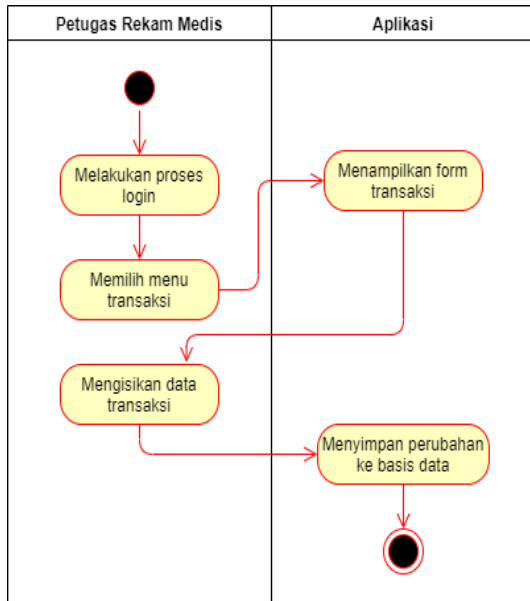 Petugas Rekam Medis
Aplikasi
Melakukan proses
login
Memilih menu
transaksi
Menampilkan form
transaksi
Mengisikan data
transaksi
Menyimpan perubahan
ke basis data